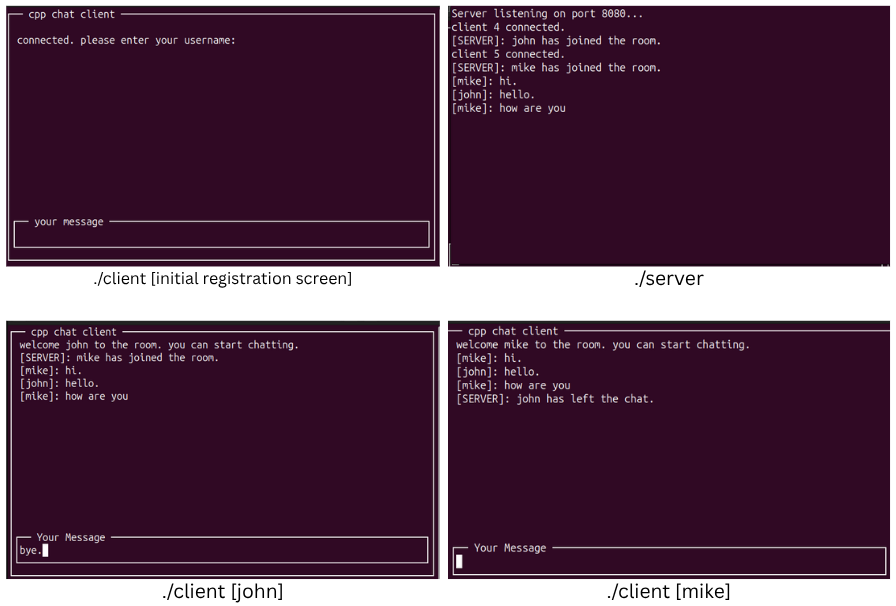 cpp chat client
connected. please enter your username:
your message
./client [initial registration screen]
Server listening on port 8080...
client 4 connected.
[SERVER]: john has joined the room.
client 5 connected.
[SERVER]: mike has joined the room.
[mike]: hi.
[john]: hello.
[mike]: how are you
./server
cpp chat client
welcome john to the room. you can start chatting.
[SERVER]: mike has joined the room.
[mike]: hi.
[john]: hello.
[mike]: how are you
Your Message
bye.
./client [john]
cpp chat client
welcome mike to the room. you can start chatting.
[mike]: hi.
[john]: hello.
[mike]: how are you
[SERVER]: john has left the chat.
Your Message
./client [mike]